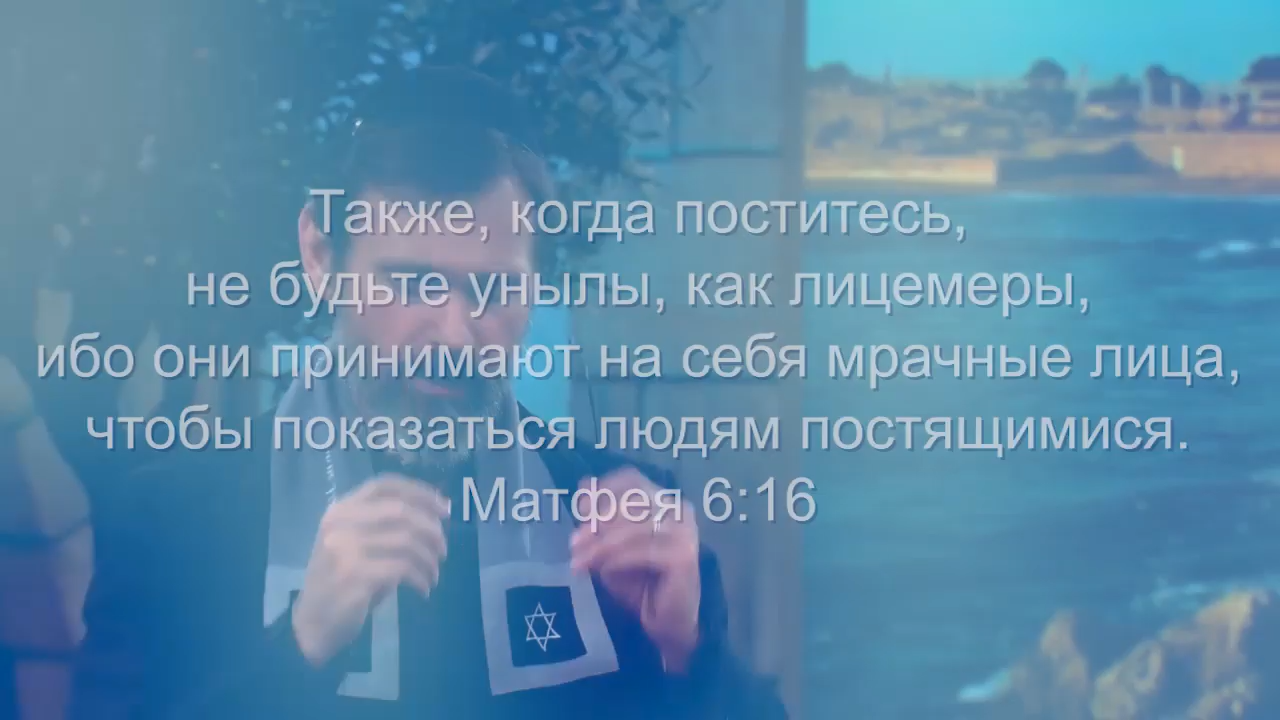 Также, когда поститесь,
не будьте унылы, как лицемеры,
ибо они принимают на себя мрачные лица,
чтобы показаться людям постящимися.
Матфея 6:16